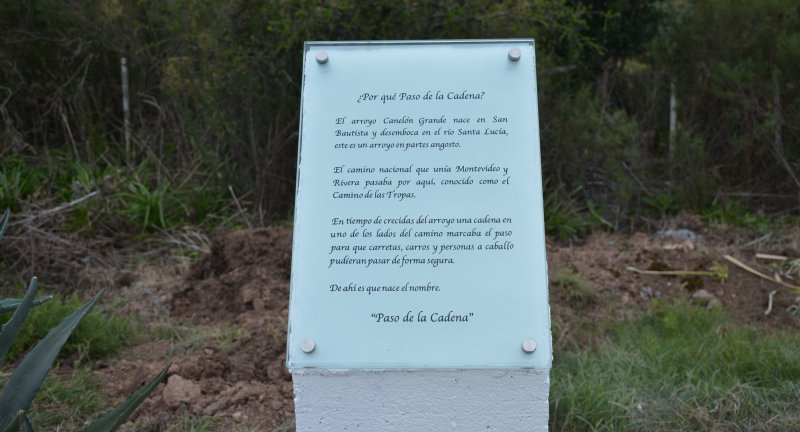 ¿Por qué Paso de la Cadena?
El arroyo Canelón Grande nace en San
Bautista y desemboca en el río Santa Lucía,
este es un arroyo en partes angosto.
El camino nacional que unía Montevideo y
Rivera pasaba por aquí, conocido como el
Camino de las Tropas.
En tiempo de crecidas del arroyo una cadena en
uno de los lados del camino marcaba el paso
para que carretas, carros y personas a caballo
pudieran pasar de forma segura.
De ahí es que nace el nombre.
"Paso de la Cadena"